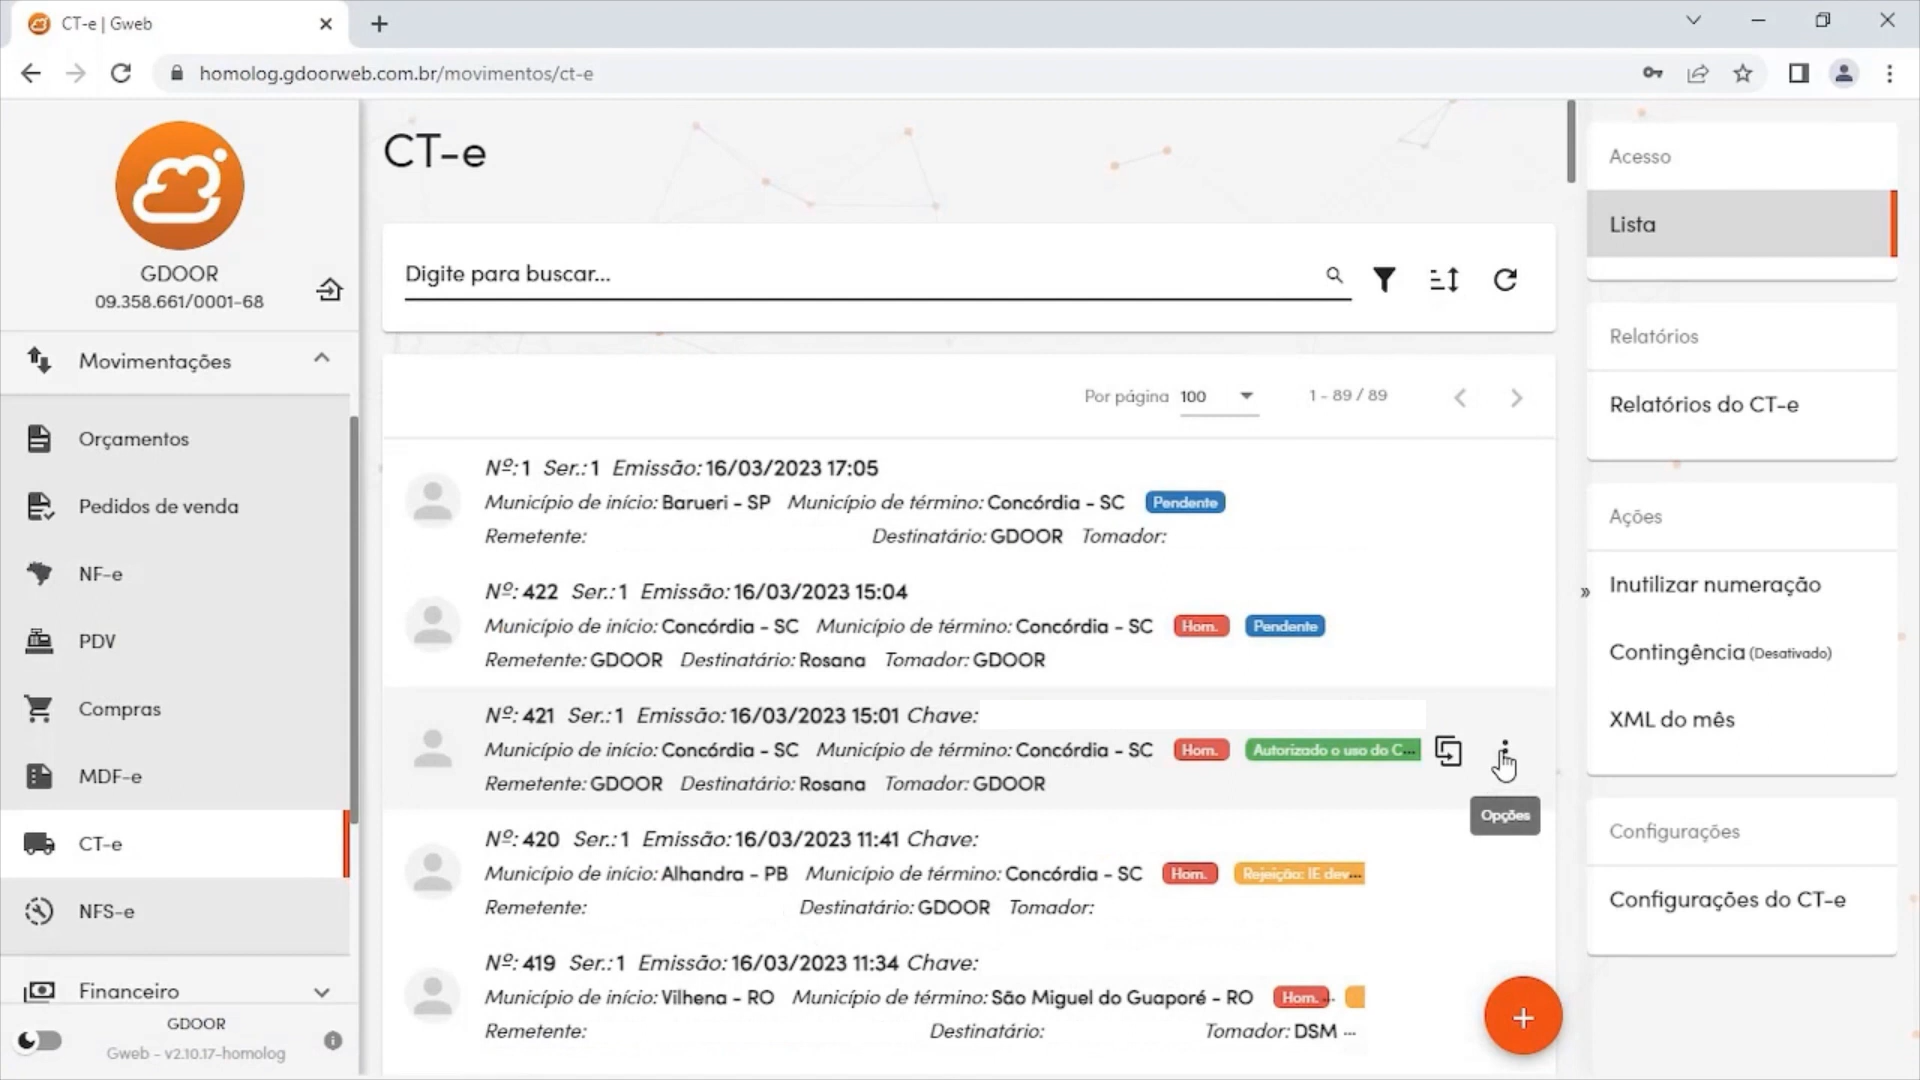 CT-e | Gweb
homolog.gdoorweb.com.br/movimentos/ct-e
GDOOR
09.358.661/0001-68
Movimentações
Orçamentos
Pedidos de venda
NF-e
PDV
Compras
MDF-e
CT-e
NFS-e
Financeiro
GDOOR
Gweb - v2.10.17-homolog
CT-e
Digite para buscar...
Por página 100 1 - 89 / 89
Nº: 1 Ser.: 1 Emissão: 16/03/2023 17:05
Município de início: Barueri - SP Município de término: Concórdia - SC Pendente
Remetente: Destinatário: GDOOR Tomador:
Nº: 422 Ser.: 1 Emissão: 16/03/2023 15:04
Município de início: Concórdia - SC Município de término: Concórdia - SC Hom. Pendente
Remetente: GDOOR Destinatário: Rosana Tomador: GDOOR
Nº: 421 Ser.: 1 Emissão: 16/03/2023 15:01 Chave:
Município de início: Concórdia - SC Município de término: Concórdia - SC Hom. Autorizado o uso do C...
Remetente: GDOOR Destinatário: Rosana Tomador: GDOOR
Opções
Nº: 420 Ser.: 1 Emissão: 16/03/2023 11:41 Chave:
Município de início: Alhandra - PB Município de término: Concórdia - SC Hom. Rejeição: IE dev...
Remetente: Destinatário: GDOOR Tomador:
Nº: 419 Ser.: 1 Emissão: 16/03/2023 11:34 Chave:
Município de início: Vilhena - RO Município de término: São Miguel do Guaporé - RO Hom. ...
Remetente: Destinatário: Tomador: DSM ...
Acesso
Lista
Relatórios
Relatórios do CT-e
Ações
Inutilizar numeração
Contingência (Desativado)
XML do mês
Configurações
Configurações do CT-e